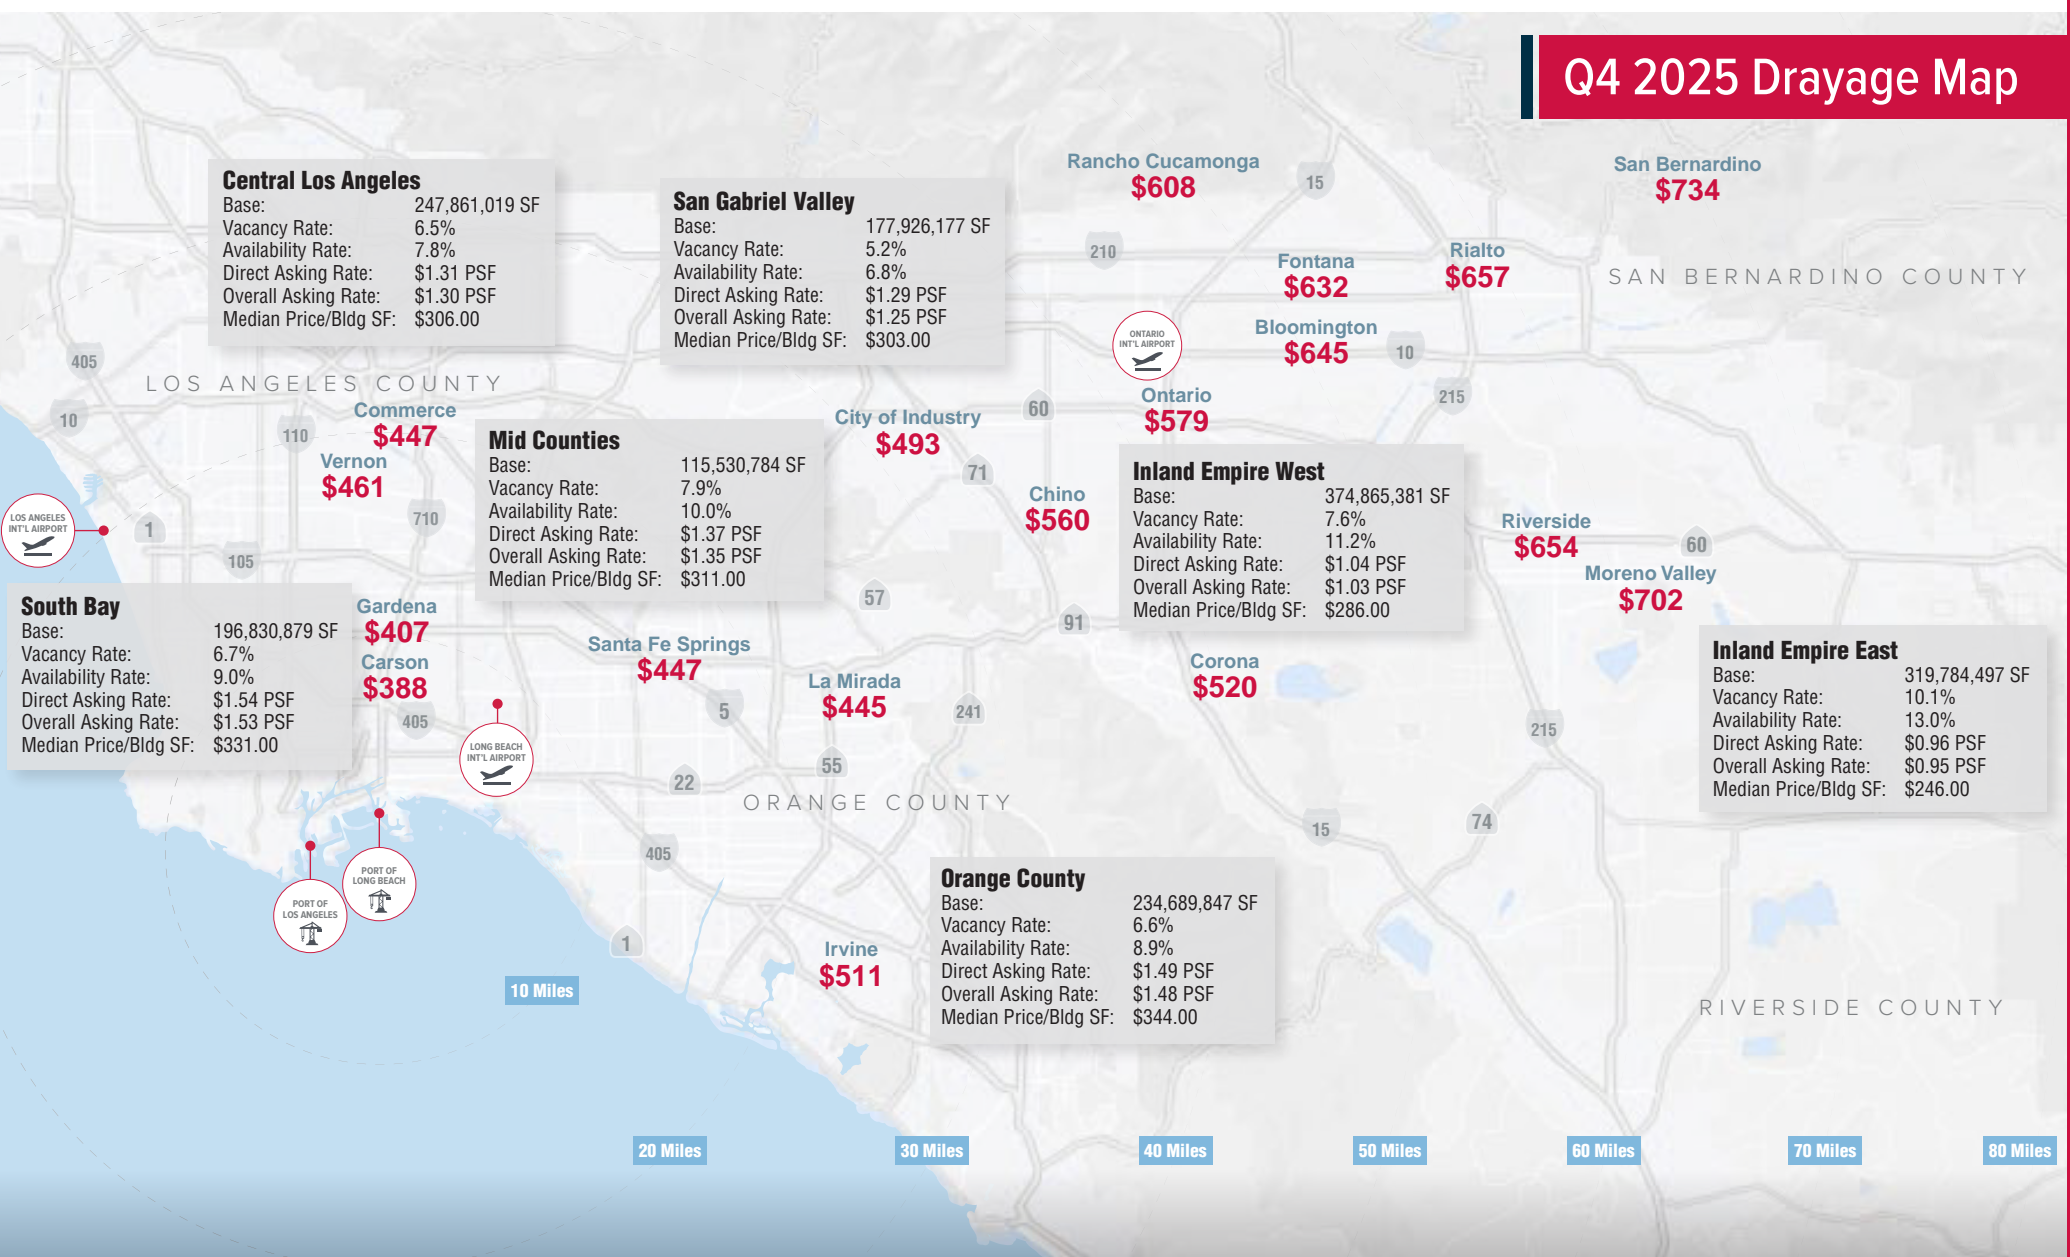 Q4 2025 Drayage Map
Rancho Cucamonga
$608
15
San Bernardino
$734
Central Los Angeles
Base: 247,861,019 SF
Vacancy Rate: 6.5%
Availability Rate: 7.8%
Direct Asking Rate: $1.31 PSF
Overall Asking Rate: $1.30 PSF
Median Price/Bldg SF: $306.00
San Gabriel Valley
Base: 177,926,177 SF
Vacancy Rate: 5.2%
Availability Rate: 6.8%
Direct Asking Rate: $1.29 PSF
Overall Asking Rate: $1.25 PSF
Median Price/Bldg SF: $303.00
210
Fontana
$632
Rialto
$657
SAN BERNARDINO COUNTY
ONTARIO
INT'L AIRPORT
Bloomington
$645
10
405
LOS ANGELES COUNTY
10
110
Commerce
$447
Vernon
$461
710
Mid Counties
Base: 115,530,784 SF
Vacancy Rate: 7.9%
Availability Rate: 10.0%
Direct Asking Rate: $1.37 PSF
Overall Asking Rate: $1.35 PSF
Median Price/Bldg SF: $311.00
City of Industry
$493
60
71
Ontario
$579
215
Chino
$560
Inland Empire West
Base: 374,865,381 SF
Vacancy Rate: 7.6%
Availability Rate: 11.2%
Direct Asking Rate: $1.04 PSF
Overall Asking Rate: $1.03 PSF
Median Price/Bldg SF: $286.00
Riverside
$654
60
Moreno Valley
$702
LOS ANGELES
INT'L AIRPORT
1
105
South Bay
Base: 196,830,879 SF
Vacancy Rate: 6.7%
Availability Rate: 9.0%
Direct Asking Rate: $1.54 PSF
Overall Asking Rate: $1.53 PSF
Median Price/Bldg SF: $331.00
Gardena
$407
Carson
$388
405
57
91
Santa Fe Springs
$447
La Mirada
$445
5
241
Corona
$520
Inland Empire East
Base: 319,784,497 SF
Vacancy Rate: 10.1%
Availability Rate: 13.0%
Direct Asking Rate: $0.96 PSF
Overall Asking Rate: $0.95 PSF
Median Price/Bldg SF: $246.00
215
LONG BEACH
INT'L AIRPORT
22
55
ORANGE COUNTY
15
74
405
PORT OF
LONG BEACH
PORT OF
LOS ANGELES
1
Orange County
Base: 234,689,847 SF
Vacancy Rate: 6.6%
Availability Rate: 8.9%
Direct Asking Rate: $1.49 PSF
Overall Asking Rate: $1.48 PSF
Median Price/Bldg SF: $344.00
Irvine
$511
RIVERSIDE COUNTY
10 Miles
20 Miles
30 Miles
40 Miles
50 Miles
60 Miles
70 Miles
80 Miles